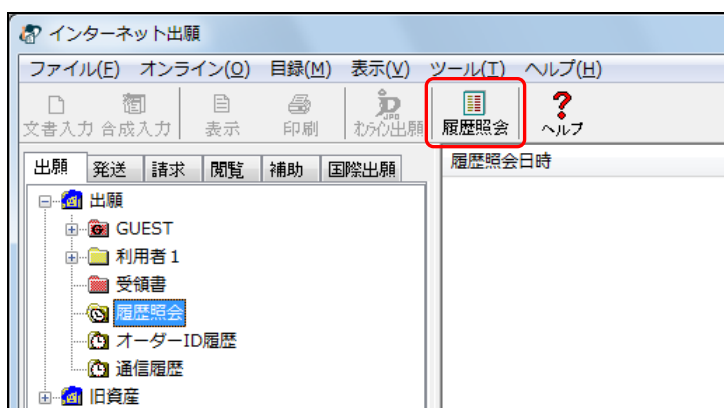 インターネット出願
ファイル(F) オンライン(O) 目録(M) 表示(V) ツール(T) ヘルプ(H)
文書入力 合成入力 表示 印刷 オンライン出願 履歴照会 ヘルプ
出願 発送 請求 閲覧 補助 国際出願
履歴照会日時
出願
GUEST
利用者1
受領書
履歴照会
オーダーID履歴
通信履歴
旧資産